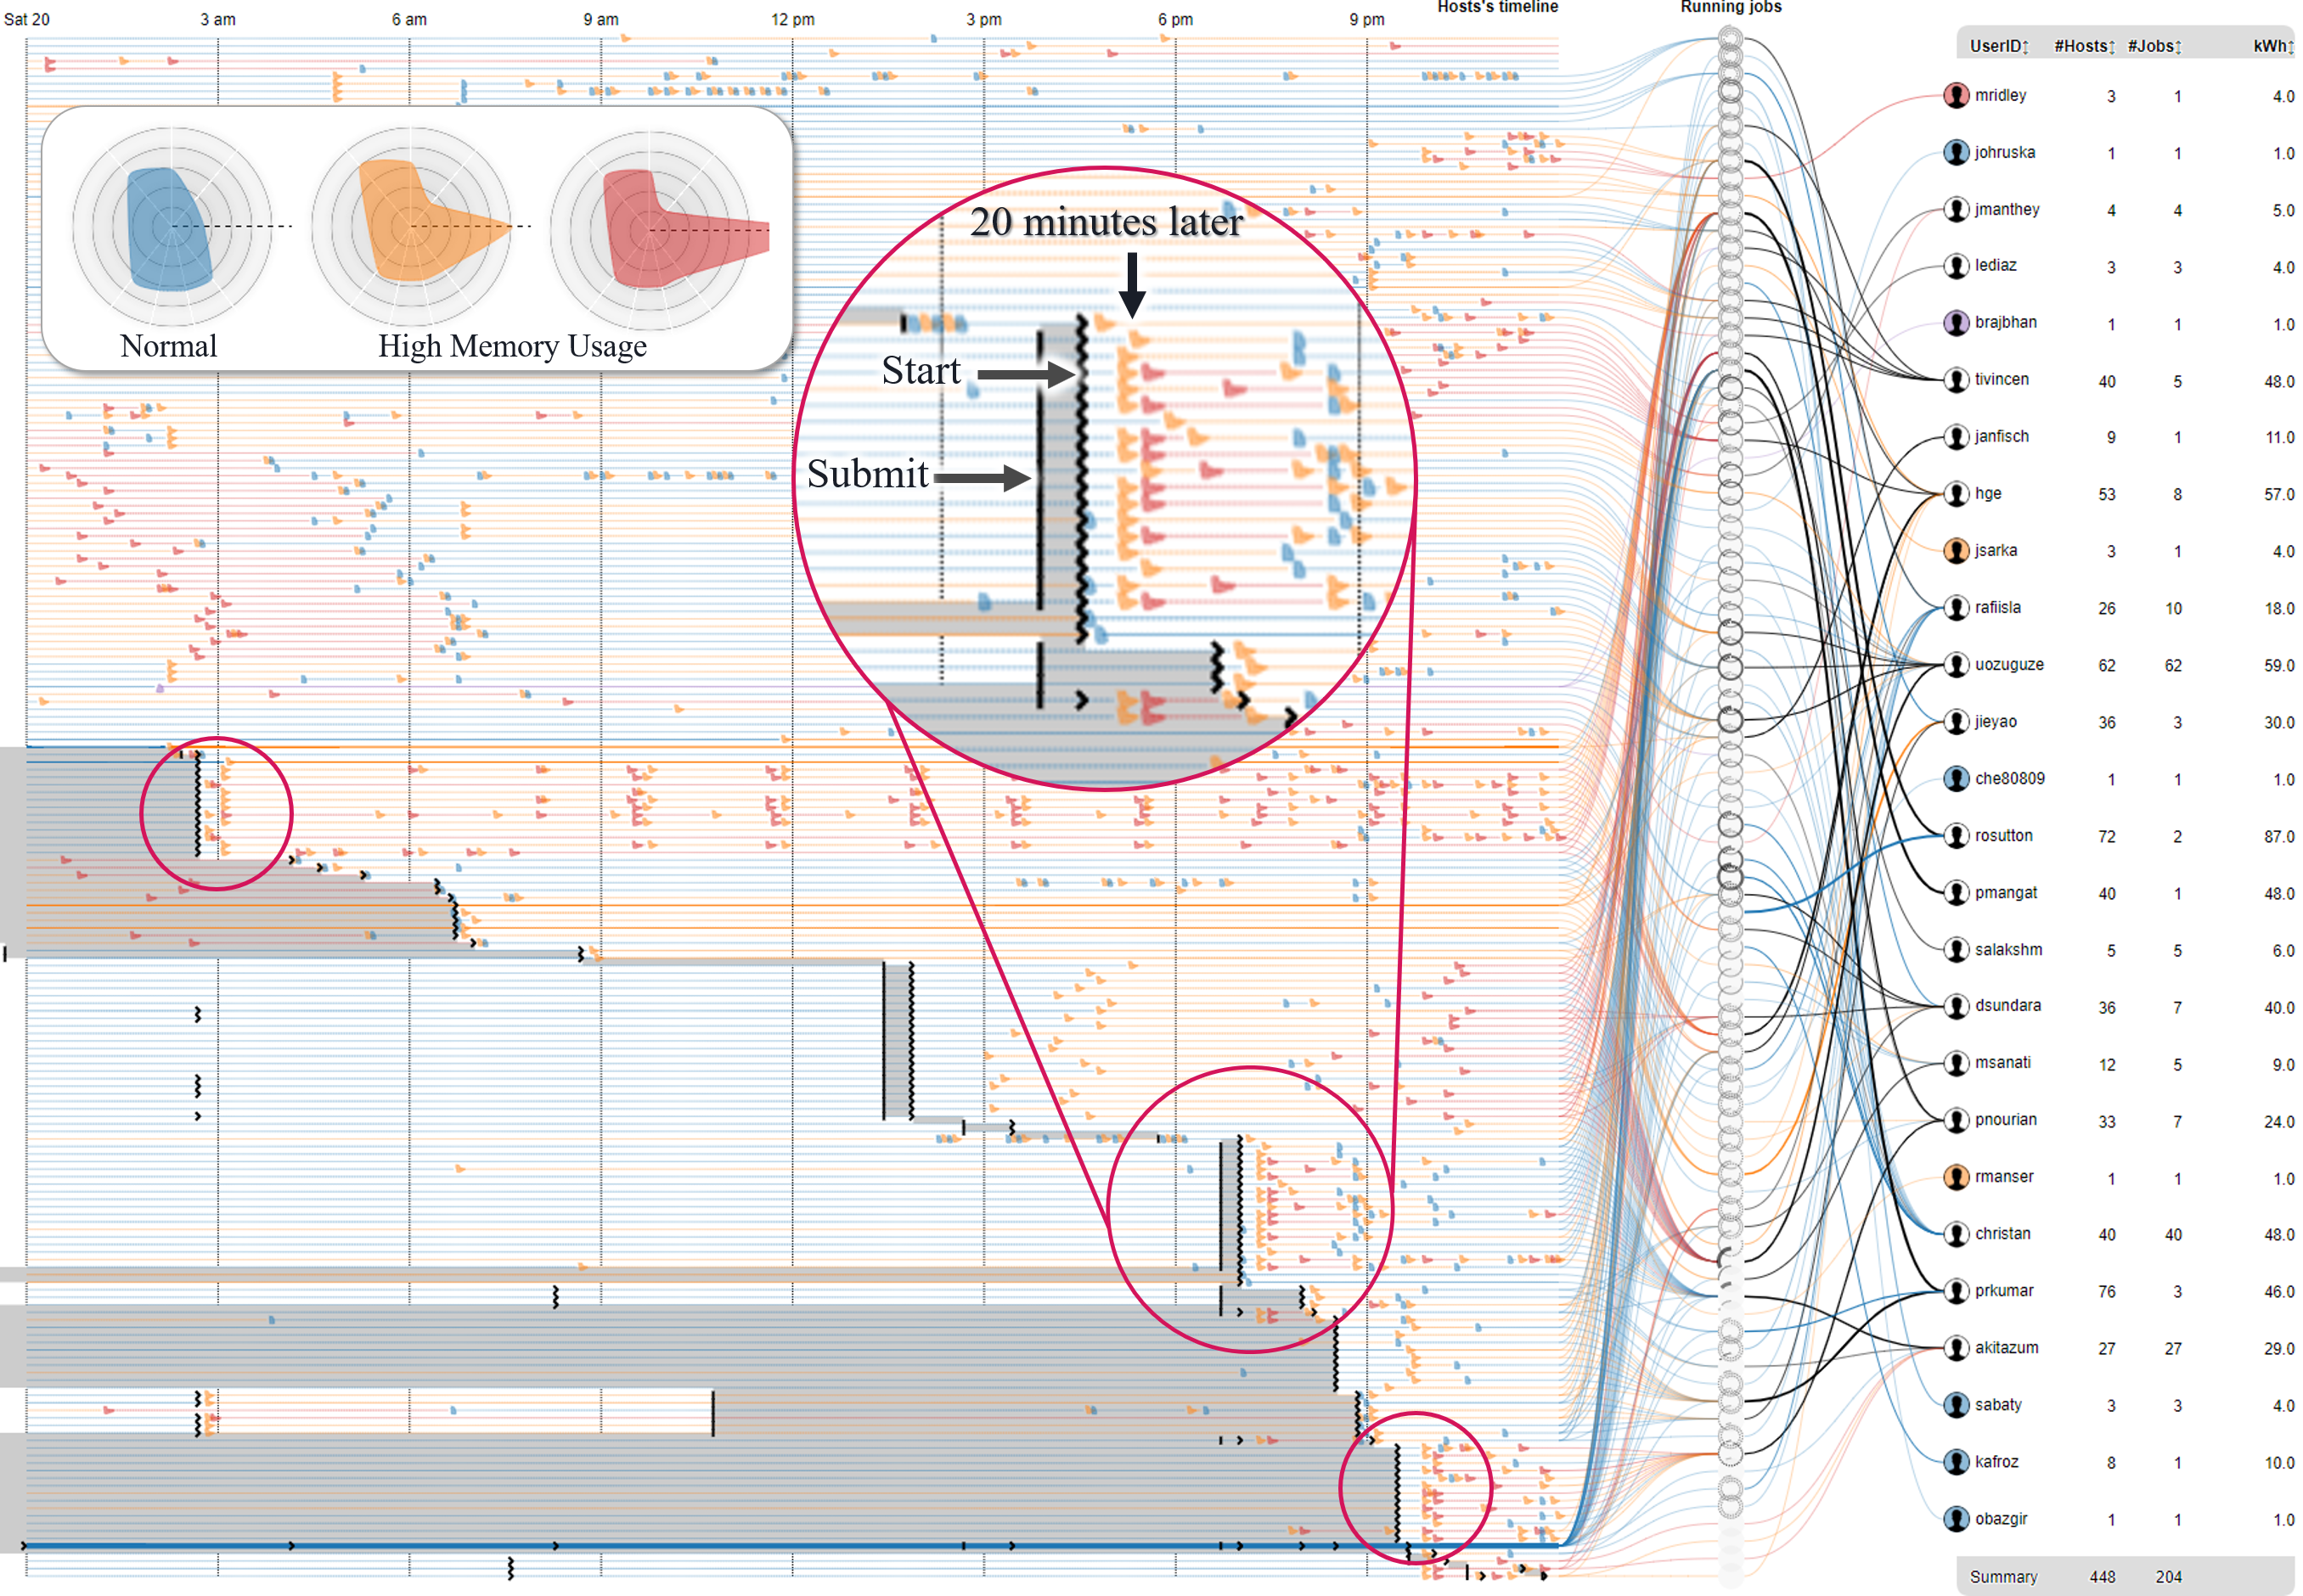 Sat 20 3 am 6 am 9 am 12 pm 3 pm 6 pm 9 pm Hosts's timeline Running jobs
UserID↕ #Hosts↕ #Jobs↕ kWh↕
Normal High Memory Usage
20 minutes later
Start
Submit
mridley 3 1 4.0
johruska 1 1 1.0
jmanthey 4 4 5.0
lediaz 3 3 4.0
brajbhan 1 1 1.0
tivincen 40 5 48.0
janfisch 9 1 11.0
hge 53 8 57.0
jsarka 3 1 4.0
rafiisla 26 10 18.0
uozuguze 62 62 59.0
jieyao 36 3 30.0
che80809 1 1 1.0
rosutton 72 2 87.0
pmangat 40 1 48.0
salakshm 5 5 6.0
dsundara 36 7 40.0
msanati 12 5 9.0
pnourian 33 7 24.0
rmanser 1 1 1.0
christan 40 40 48.0
prkumar 76 3 46.0
akitazum 27 27 29.0
sabaty 3 3 4.0
kafroz 8 1 10.0
obazgir 1 1 1.0
Summary 448 204